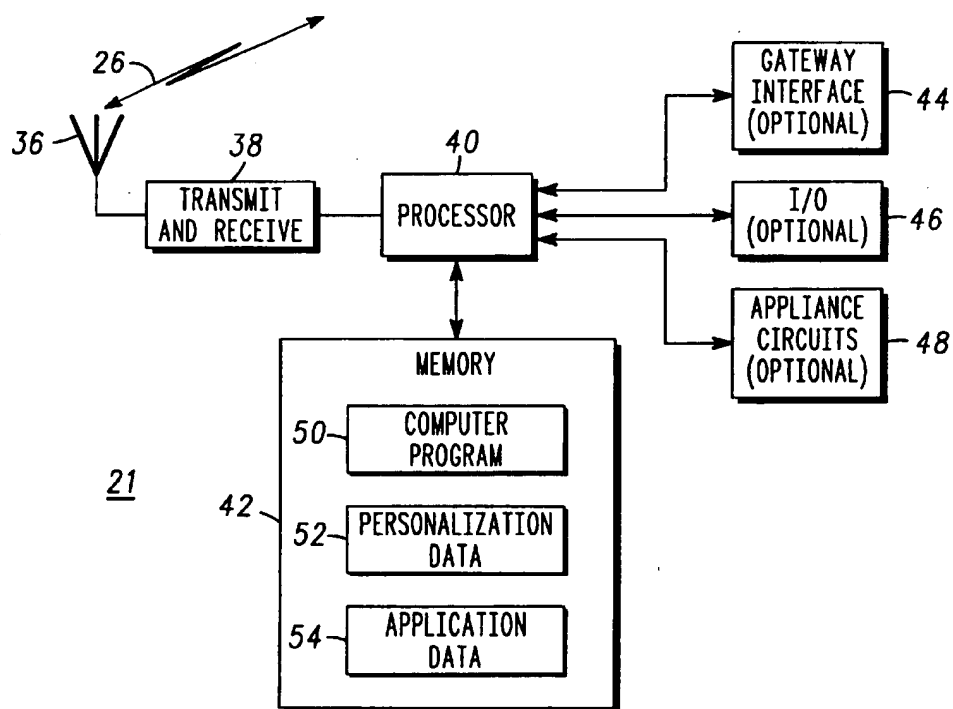 26
36
38
TRANSMIT
AND RECEIVE
40
PROCESSOR
GATEWAY
INTERFACE
(OPTIONAL)
44
I/O
(OPTIONAL)
46
APPLIANCE
CIRCUITS
(OPTIONAL)
48
MEMORY
50
COMPUTER
PROGRAM
21
42
52
PERSONALIZATION
DATA
54
APPLICATION
DATA